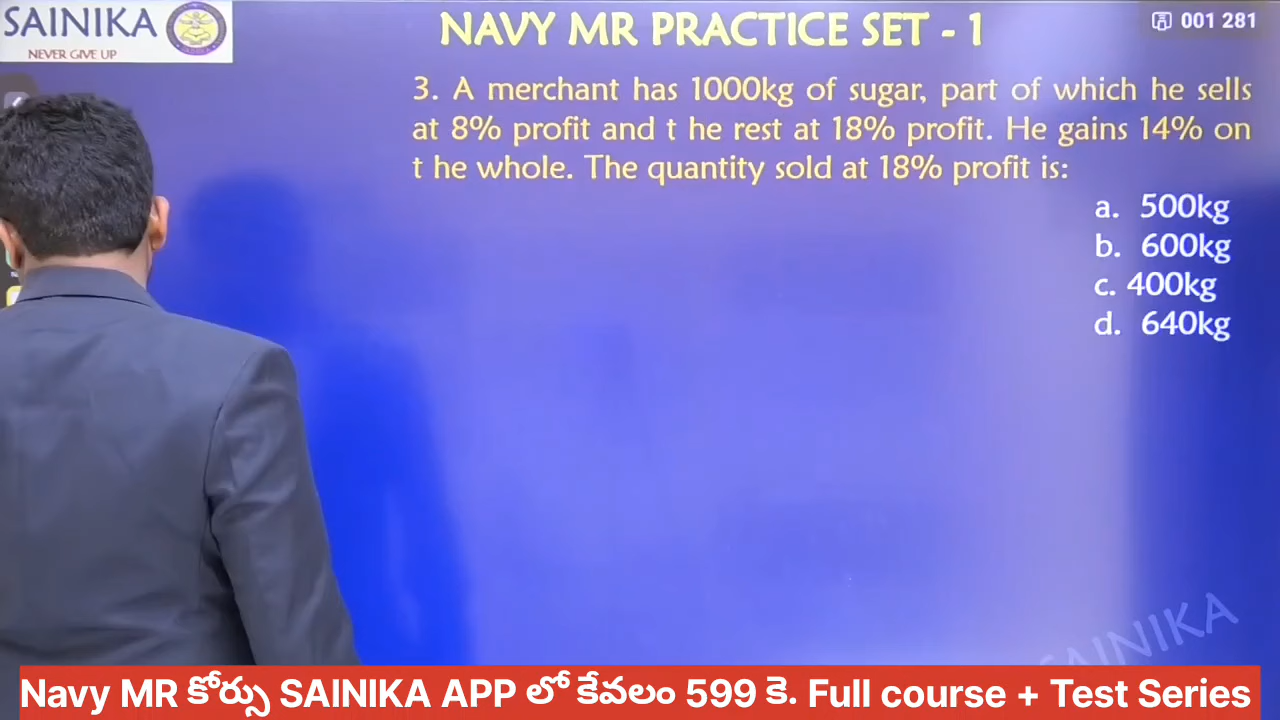 SAINIKA
NEVER GIVE UP
NAVY MR PRACTICE SET - 1
001 281
3. A merchant has 1000kg of sugar, part of which he sells
at 8% profit and t he rest at 18% profit. He gains 14% on
t he whole. The quantity sold at 18% profit is:
a. 500kg
b. 600kg
c. 400kg
d. 640kg
SAINIKA
Navy MR కోర్సు SAINIKA APP లో కేవలం 599 కె. Full course + Test Series